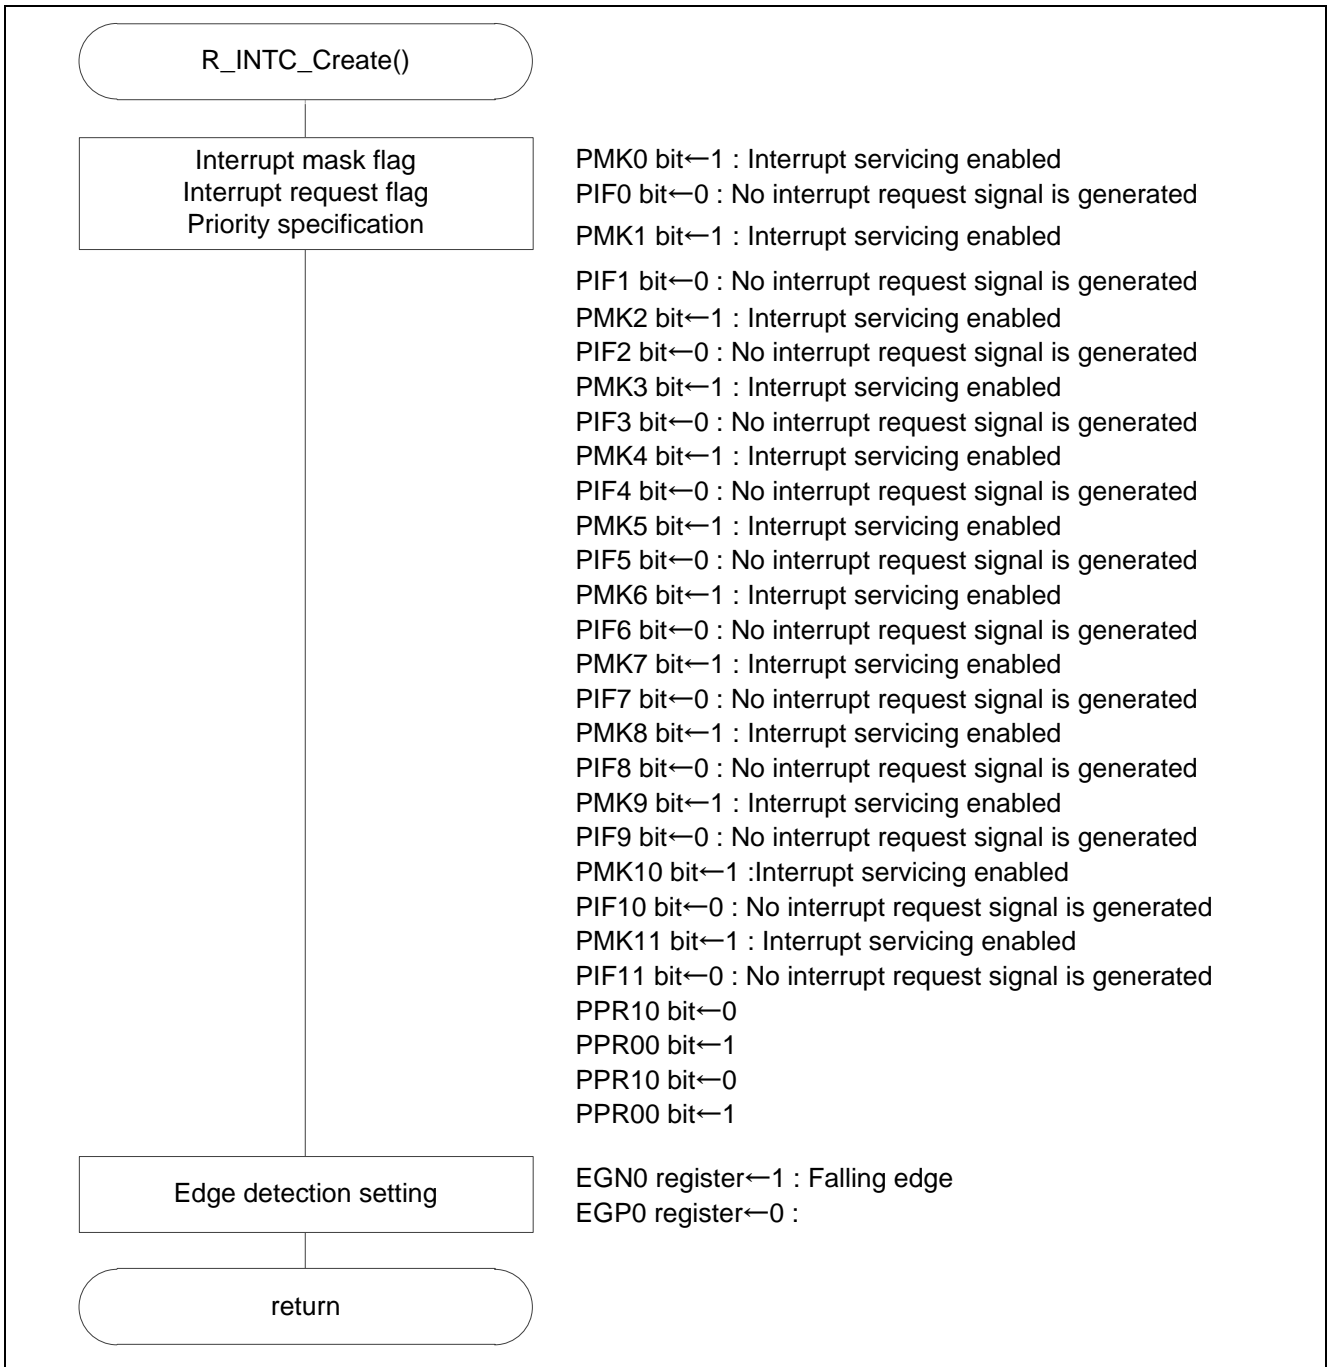 R_INTC_Create()
Interrupt mask flag
Interrupt request flag
Priority specification
PMK0 bit←1 : Interrupt servicing enabled
PIF0 bit←0 : No interrupt request signal is generated
PMK1 bit←1 : Interrupt servicing enabled
PIF1 bit←0 : No interrupt request signal is generated
PMK2 bit←1 : Interrupt servicing enabled
PIF2 bit←0 : No interrupt request signal is generated
PMK3 bit←1 : Interrupt servicing enabled
PIF3 bit←0 : No interrupt request signal is generated
PMK4 bit←1 : Interrupt servicing enabled
PIF4 bit←0 : No interrupt request signal is generated
PMK5 bit←1 : Interrupt servicing enabled
PIF5 bit←0 : No interrupt request signal is generated
PMK6 bit←1 : Interrupt servicing enabled
PIF6 bit←0 : No interrupt request signal is generated
PMK7 bit←1 : Interrupt servicing enabled
PIF7 bit←0 : No interrupt request signal is generated
PMK8 bit←1 : Interrupt servicing enabled
PIF8 bit←0 : No interrupt request signal is generated
PMK9 bit←1 : Interrupt servicing enabled
PIF9 bit←0 : No interrupt request signal is generated
PMK10 bit←1 :Interrupt servicing enabled
PIF10 bit←0 : No interrupt request signal is generated
PMK11 bit←1 : Interrupt servicing enabled
PIF11 bit←0 : No interrupt request signal is generated
PPR10 bit←0
PPR00 bit←1
PPR10 bit←0
PPR00 bit←1
Edge detection setting
EGN0 register←1 : Falling edge
EGP0 register←0 :
return